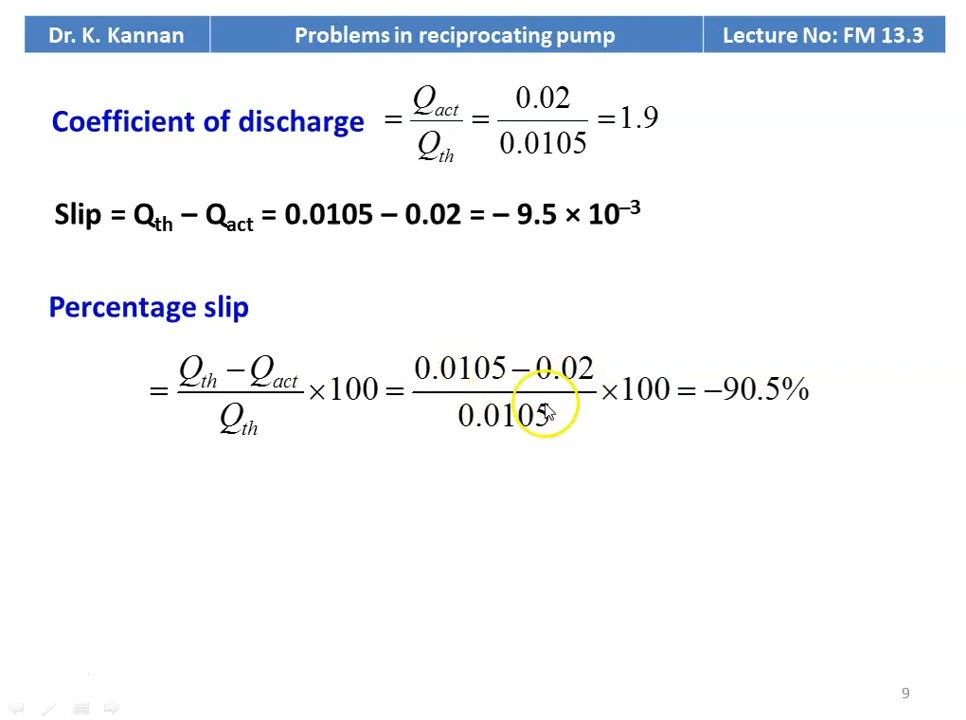 Dr. K. Kannan Problems in reciprocating pump Lecture No: FM 13.3
Coefficient of discharge = Q_act / Q_th = 0.02 / 0.0105 = 1.9
Slip = Q_th – Q_act = 0.0105 – 0.02 = – 9.5 × 10^–3
Percentage slip
= (Q_th − Q_act) / Q_th × 100 = (0.0105 − 0.02) / 0.0105 × 100 = −90.5%
9